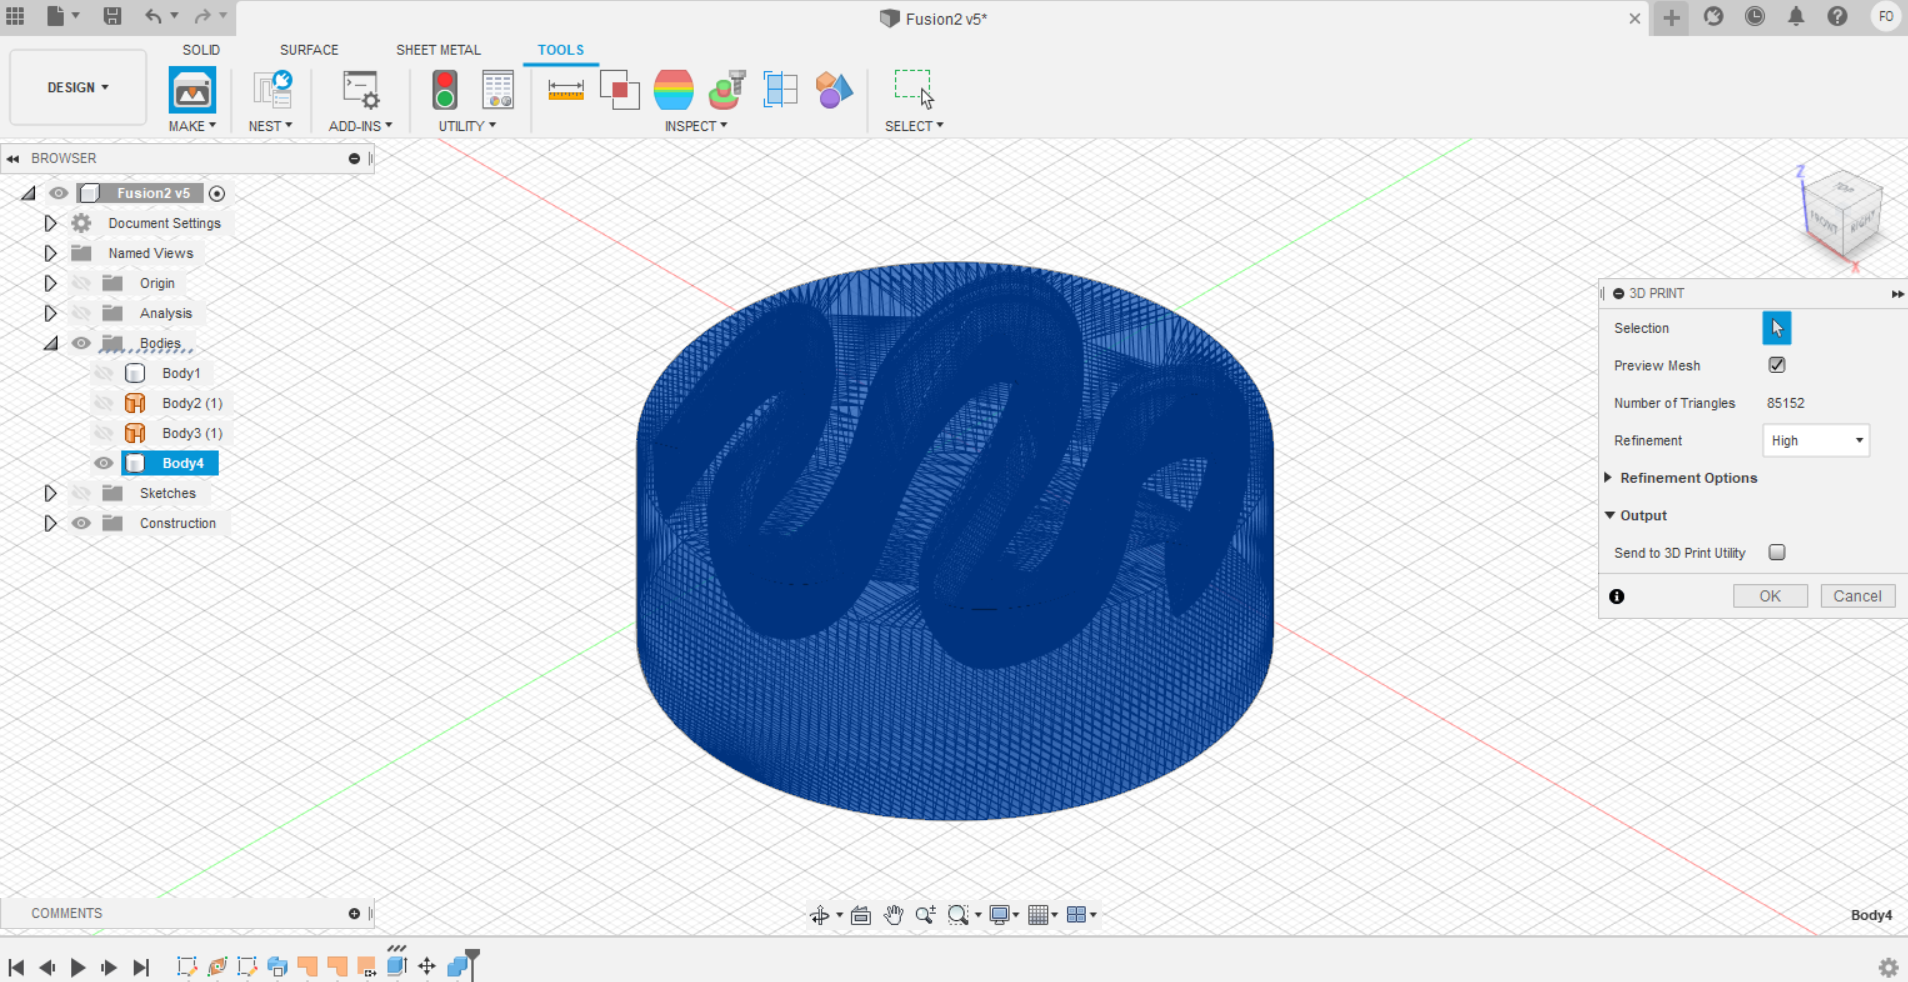 Fusion2 v5*
FO
SOLID
SURFACE
SHEET METAL
TOOLS
DESIGN
MAKE
NEST
ADD-INS
UTILITY
INSPECT
SELECT
BROWSER
Fusion2 v5
Document Settings
Named Views
Origin
Analysis
Bodies
Body1
Body2 (1)
Body3 (1)
Body4
Sketches
Construction
Z
TOP
FRONT
RIGHT
X
3D PRINT
Selection
Preview Mesh
Number of Triangles 85152
Refinement High
Refinement Options
Output
Send to 3D Print Utility
OK Cancel
COMMENTS
Body4